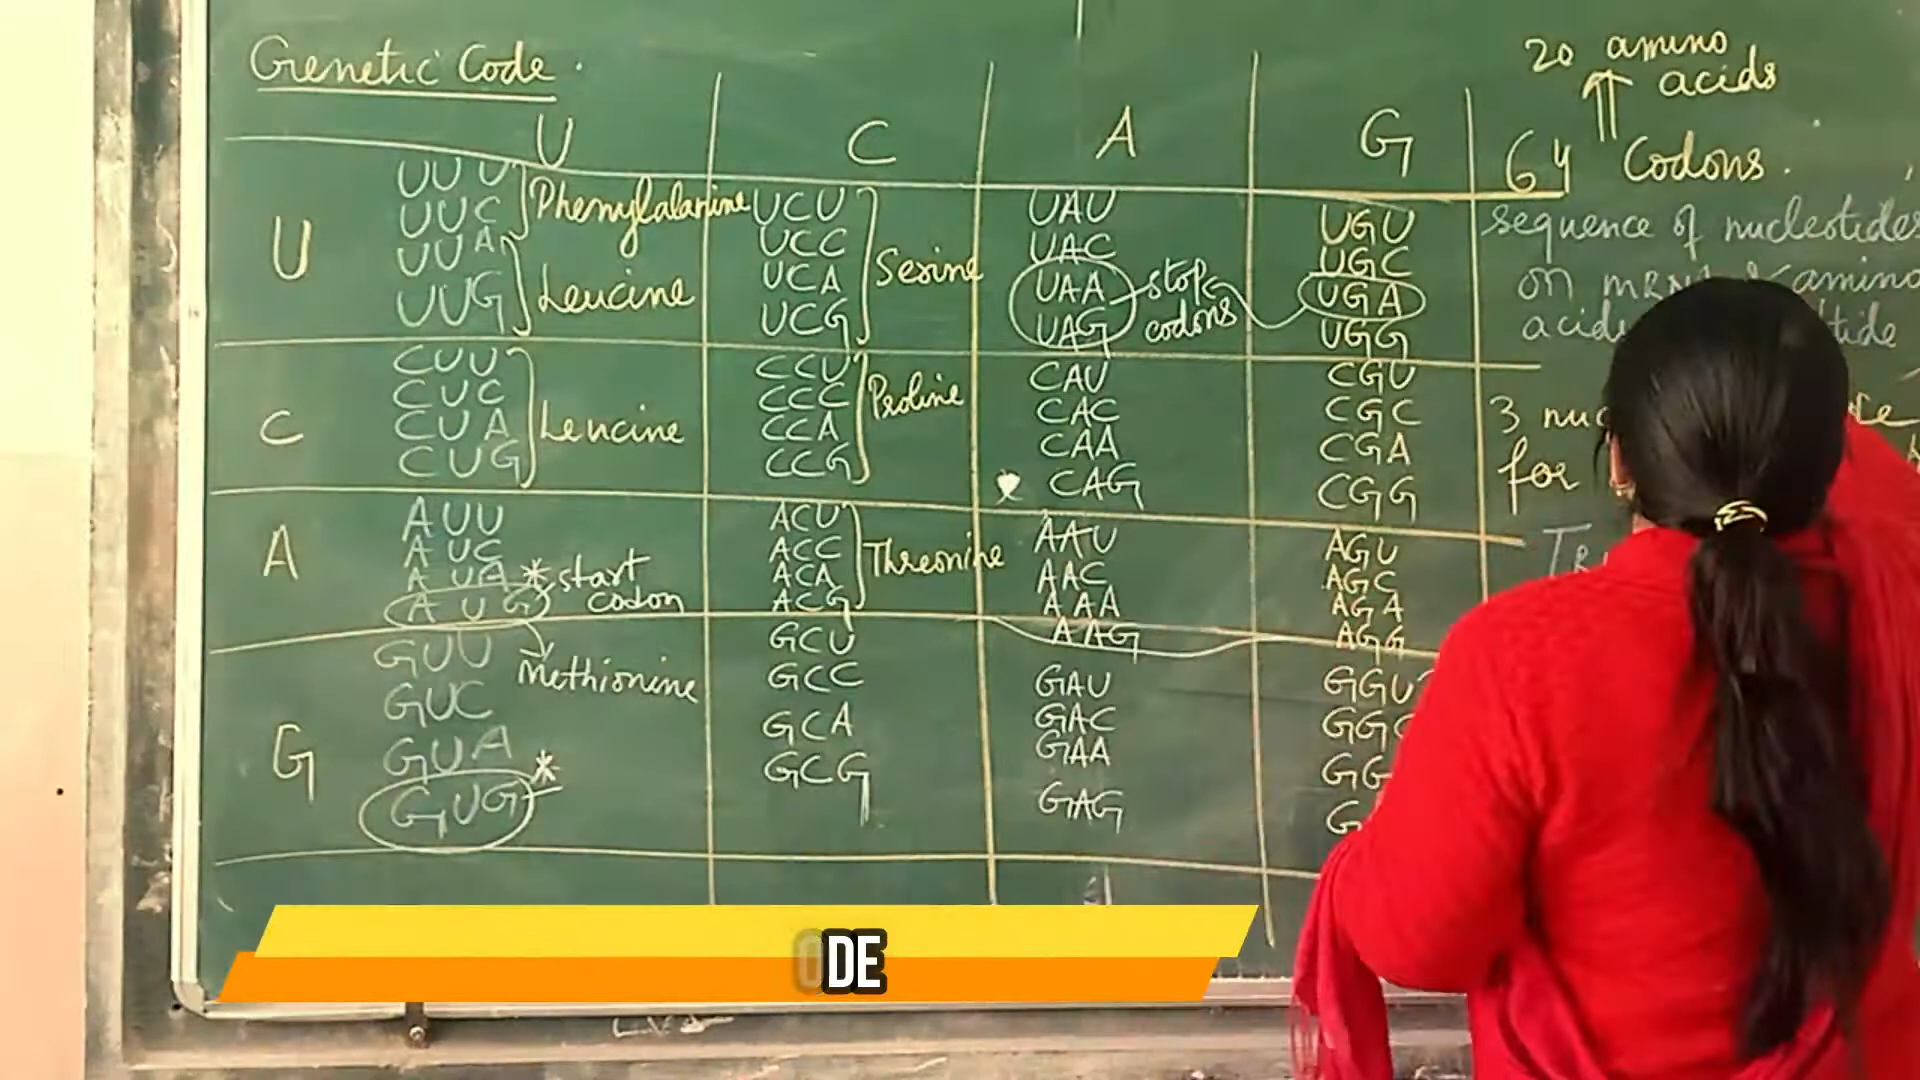 Genetic Code.
20 amino
acids
U C A G
64 Codons.
U
UUU
UUC
Phenylalanine
UUA
UUG
Leucine
UCU
UCC
UCA
UCG
Serine
UAU
UAC
UAA
UAG
stop
codons
UGU
UGC
UGA
UGG
C
CUU
CUC
CUA
CUG
Leucine
CCU
CCC
CCA
CCG
Proline
CAU
CAC
CAA
CAG
CGU
CGC
CGA
CGG
A
AUU
AUC
AUA
AUG
* start
codon
Methionine
ACU
ACC
ACA
ACG
Threonine
AAU
AAC
AAA
AAG
AGU
AGC
AGA
AGG
G
GUU
GUC
GUA
GUG *
GCU
GCC
GCA
GCG
GAU
GAC
GAA
GAG
GGU
GGC
sequence of nucleotides
on amino
3
for
DE